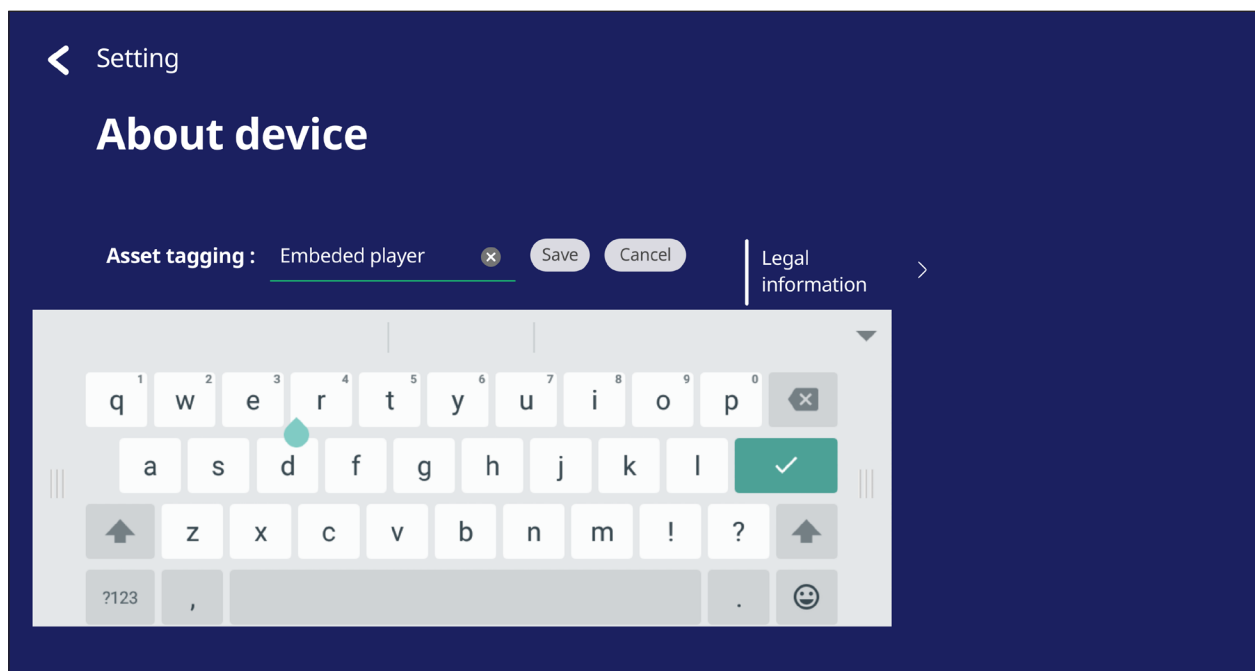 Setting
About device
Asset tagging : Embeded player Save Cancel
Legal
information
q 1 w 2 e 3 r 4 t 5 y 6 u 7 i 8 o 9 p 0
a s d f g h j k l
z x c v b n m ! ?
?123 , .